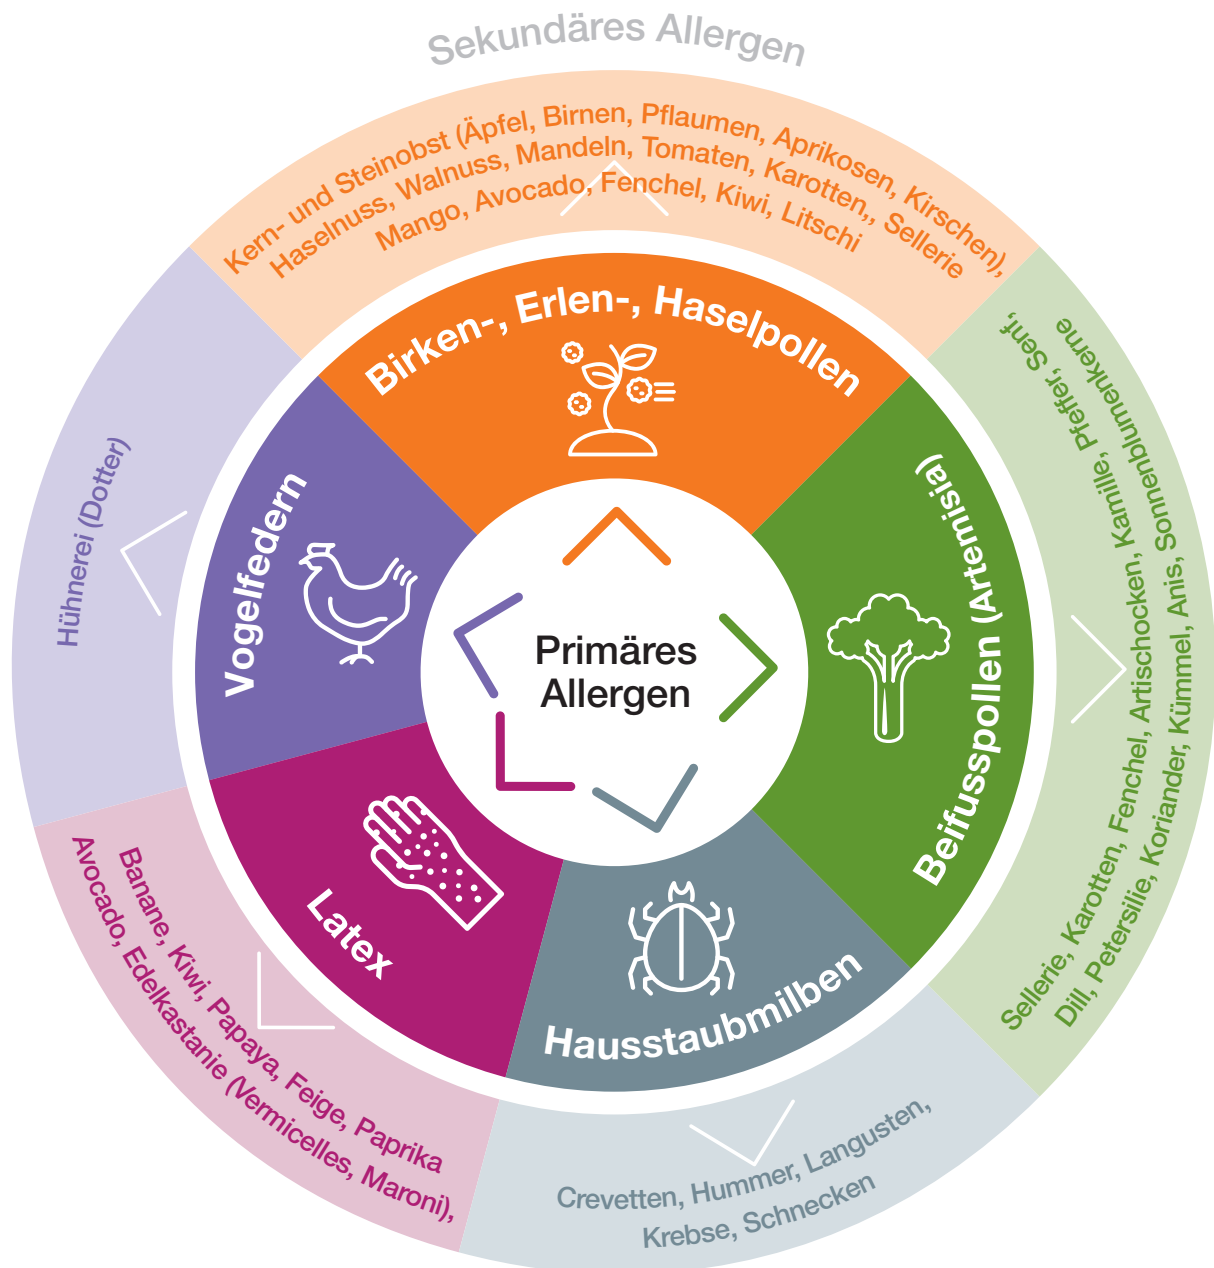 Sekundäres Allergen
Kern- und Steinobst (Äpfel, Birnen, Pflaumen, Aprikosen, Kirschen),
Haselnuss, Walnuss, Mandeln, Tomaten, Karotten,, Sellerie
Mango, Avocado, Fenchel, Kiwi, Litschi
Birken-, Erlen-, Haselpollen
Sellerie, Karotten, Fenchel, Artischocken, Kamille, Pfeffer, Senf,
Dill, Petersilie, Koriander, Kümmel, Anis, Sonnenblumenkerne
Beifusspollen (Artemisia)
Hühnerei (Dotter)
Vogelfedern
Primäres
Allergen
Latex
Banane, Kiwi, Papaya, Feige, Paprika
Avocado, Edelkastanie (Vermicelles, Maroni),
Hausstaubmilben
Crevetten, Hummer, Langusten,
Krebse, Schnecken